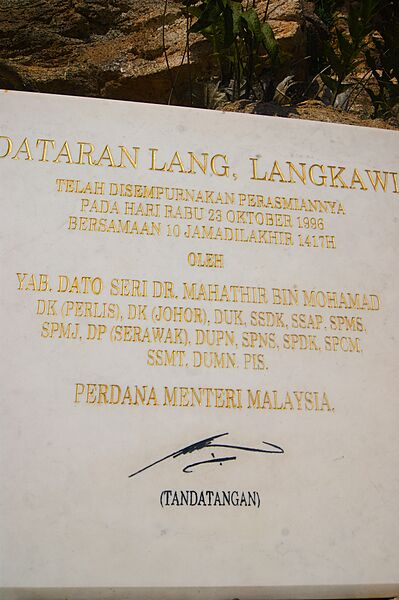 DATARAN LANG, LANGKAWI
TELAH DISEMPURNAKAN PERASMIANNYA
PADA HARI RABU 23 OKTOBER 1996
BERSAMAAN 10 JAMADILAKHIR 1417H
OLEH
YAB. DATO SERI DR. MAHATHIR BIN MOHAMAD
DK (PERLIS), DK (JOHOR), DUK, SSDK, SSAP, SPMS,
SPMJ, DP (SERAWAK), DUPN, SPNS, SPDK, SPCM,
SSMT, DUMN. PIS.
PERDANA MENTERI MALAYSIA.
(TANDATANGAN)